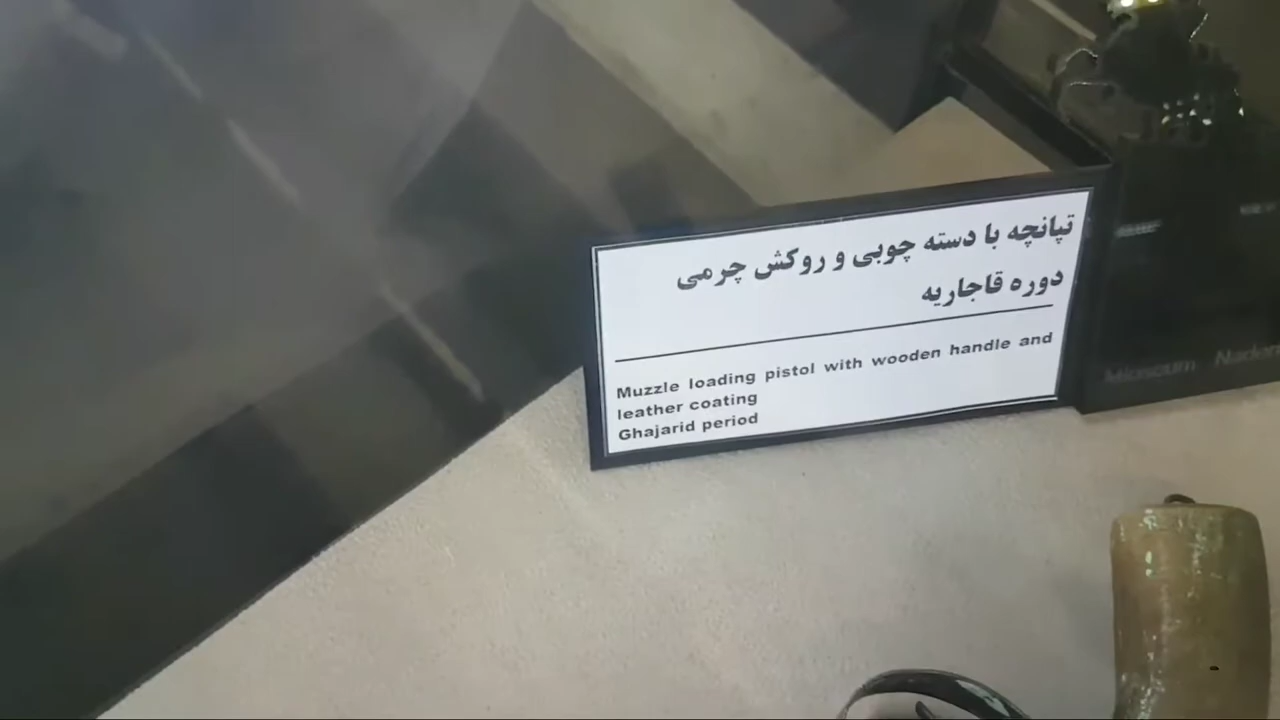 تپانچه با دسته چوبی و روکش چرمی
دوره قاجاریه
Muzzle loading pistol with wooden handle and
leather coating
Ghajarid period
Museum